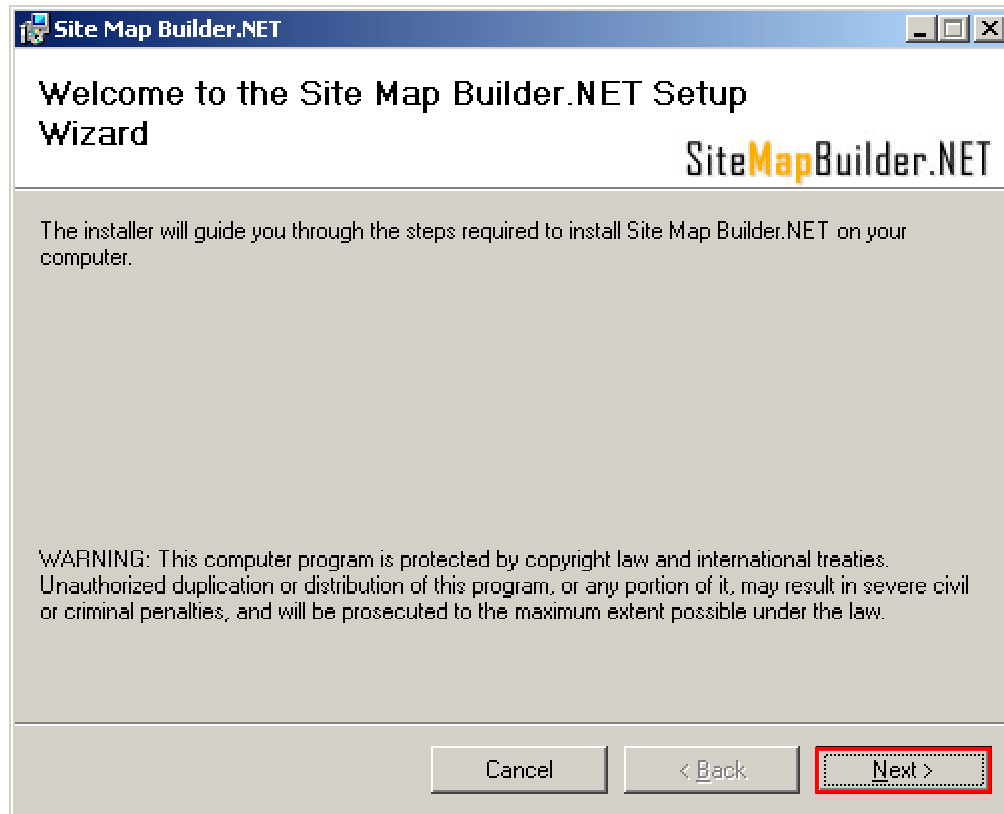 Site Map Builder.NET
Welcome to the Site Map Builder.NET Setup
Wizard
SiteMapBuilder.NET
The installer will guide you through the steps required to install Site Map Builder.NET on your
computer.
WARNING: This computer program is protected by copyright law and international treaties.
Unauthorized duplication or distribution of this program, or any portion of it, may result in severe civil
or criminal penalties, and will be prosecuted to the maximum extent possible under the law.
Cancel
< Back
Next >